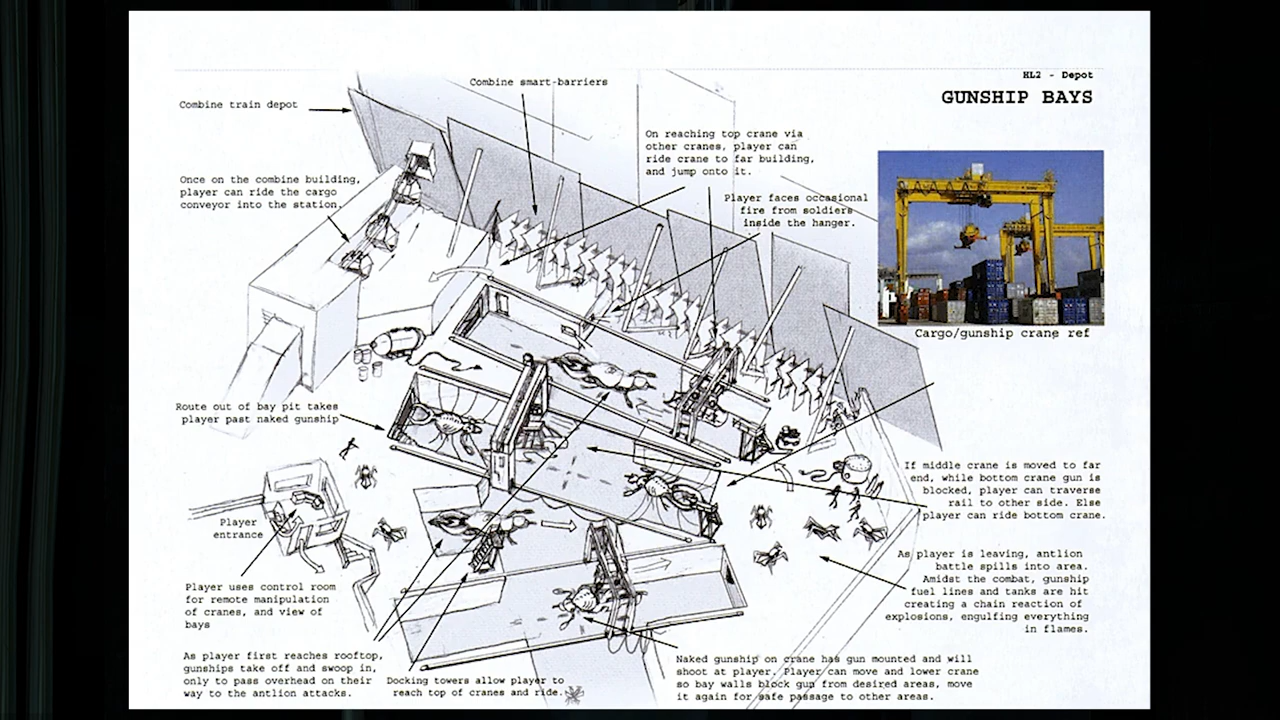 HL2 - Depot
GUNSHIP BAYS
Combine smart-barriers
Combine train depot
On reaching top crane via
other cranes, player can
ride crane to far building,
and jump onto it.
Once on the combine building,
player can ride the cargo
conveyor into the station.
Player faces occasional
fire from soldiers
inside the hanger.
Cargo/gunship crane ref
Route out of bay pit takes
player past naked gunship
If middle crane is moved to far
end, while bottom crane gun is
blocked, player can traverse
rail to other side. Else
player can ride bottom crane.
Player
entrance
As player is leaving, antlion
battle spills into area.
Amidst the combat, gunship
fuel lines and tanks are hit
creating a chain reaction of
explosions, engulfing everything
in flames.
Player uses control room
for remote manipulation
of cranes, and view of
bays
As player first reaches rooftop,
gunships take off and swoop in,
only to pass overhead on their
way to the antlion attacks.
Docking towers allow player to
reach top of cranes and ride.
Naked gunship on crane has gun mounted and will
shoot at player. Player can move and lower crane
so bay walls block gun from desired areas, move
it again for safe passage to other areas.